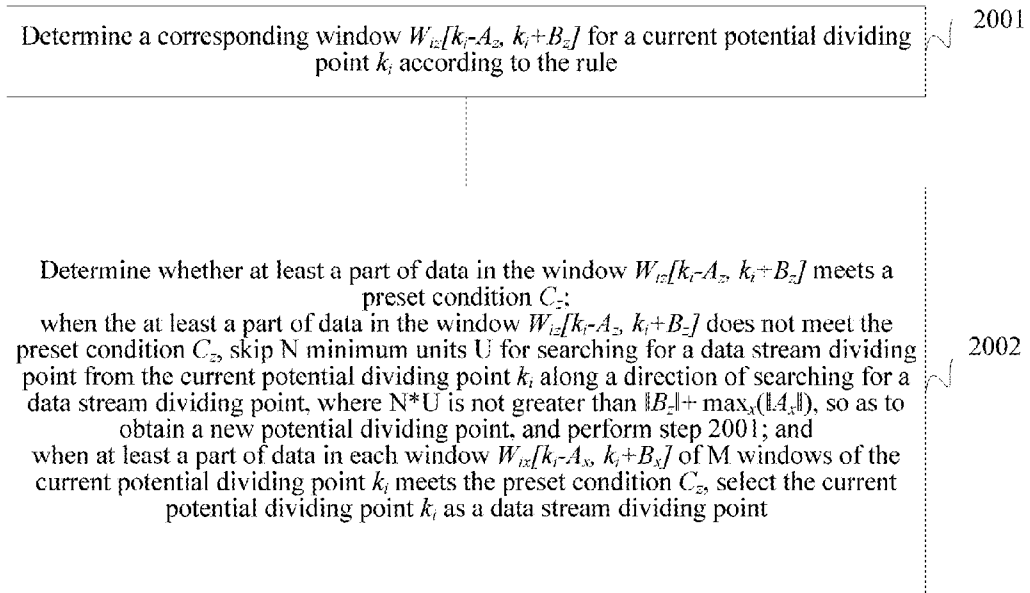 Determine a corresponding window W_iz[k_i-A_z, k_i+B_z] for a current potential dividing
point k_i according to the rule
2001
Determine whether at least a part of data in the window W_iz[k_i-A_z, k_i+B_z] meets a
preset condition C_z;
when the at least a part of data in the window W_iz[k_i-A_z, k_i+B_z] does not meet the
preset condition C_z, skip N minimum units U for searching for a data stream dividing
point from the current potential dividing point k_i along a direction of searching for a
data stream dividing point, where N*U is not greater than ‖B_z‖+ max_x(‖A_x‖), so as to
obtain a new potential dividing point, and perform step 2001; and
when at least a part of data in each window W_ix[k_i-A_x, k_i+B_x] of M windows of the
current potential dividing point k_i meets the preset condition C_z, select the current
potential dividing point k_i as a data stream dividing point
2002